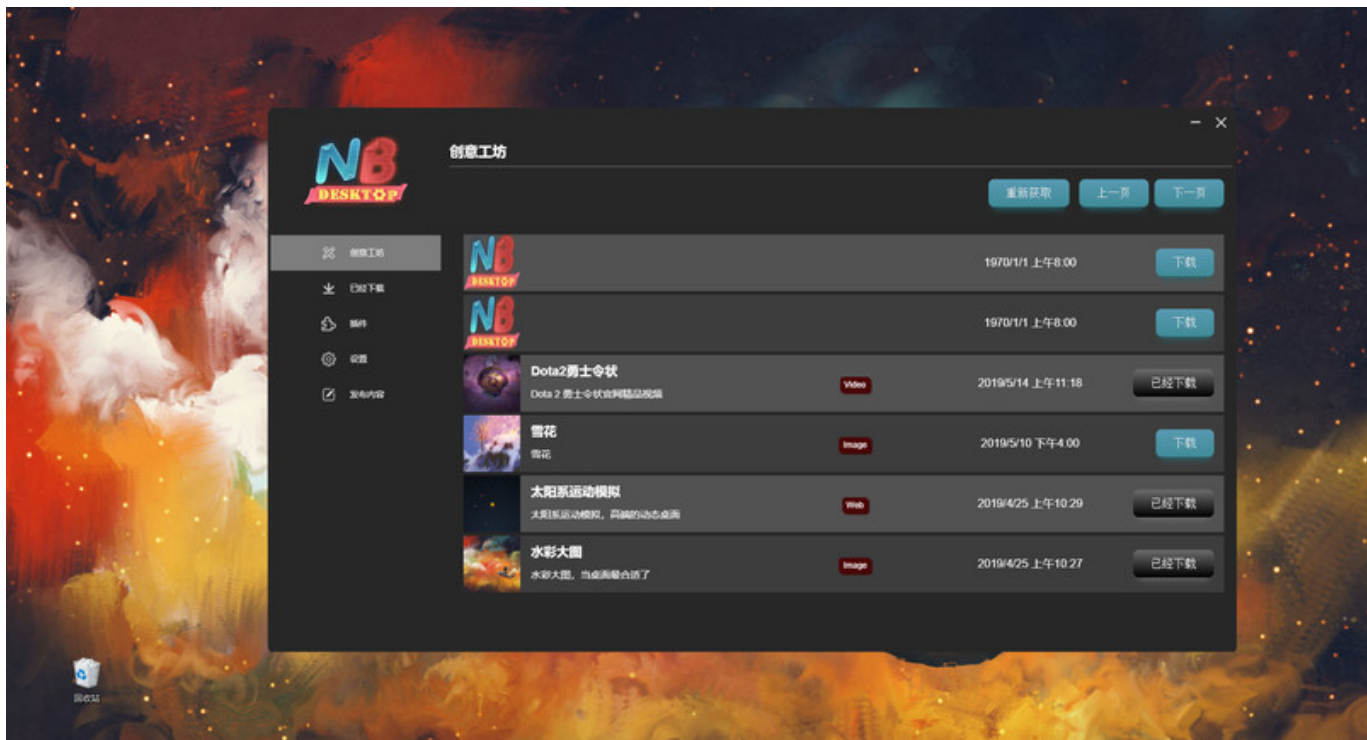 NB
DESKTOP
创意工坊
重新获取 上一页 下一页
创意工坊
已经下载
插件
设置
发布内容
NB
DESKTOP
1970/1/1 上午8:00
下载
NB
DESKTOP
1970/1/1 上午8:00
下载
Dota2勇士令状
Dota 2 勇士令状官网精品视频
Video
2019/5/14 上午11:18
已经下载
雪花
雪花
Image
2019/5/10 下午4:00
下载
太阳系运动模拟
太阳系运动模拟，高端的动态桌面
Web
2019/4/25 上午10:29
已经下载
水彩大图
水彩大图，当桌面最合适了
Image
2019/4/25 上午10:27
已经下载
回收站